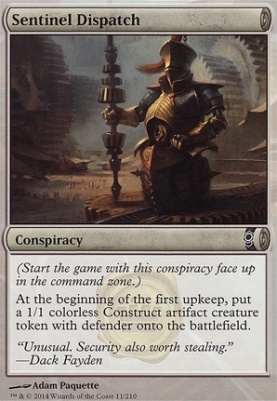 Sentinel Dispatch
Conspiracy
(Start the game with this conspiracy face up
in the command zone.)
At the beginning of the first upkeep, put
a 1/1 colorless Construct artifact creature
token with defender onto the battlefield.
“Unusual. Security also worth stealing.”
—Dack Fayden
Adam Paquette
™ & © 2014 Wizards of the Coast 11/210